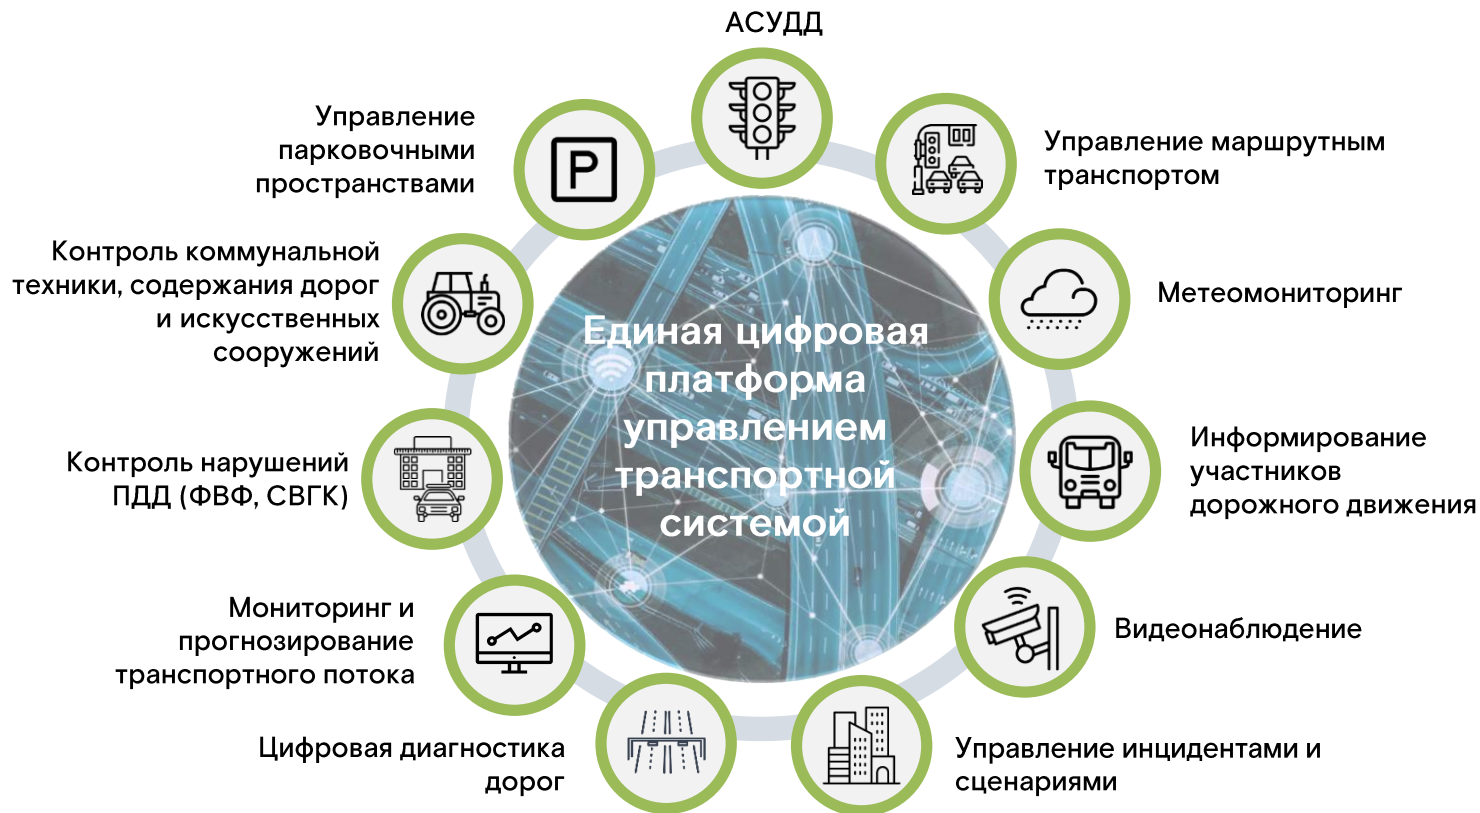 АСУДД
Управление маршрутным
транспортом
Метеомониторинг
Информирование
участников
дорожного движения
Видеонаблюдение
Управление инцидентами и
сценариями
Цифровая диагностика
дорог
Мониторинг и
прогнозирование
транспортного потока
Контроль нарушений
ПДД (ФВФ, СВГК)
Контроль коммунальной
техники, содержания дорог
и искусственных
сооружений
Управление
парковочными
пространствами
P
Единая цифровая
платформа
управлением
транспортной
системой